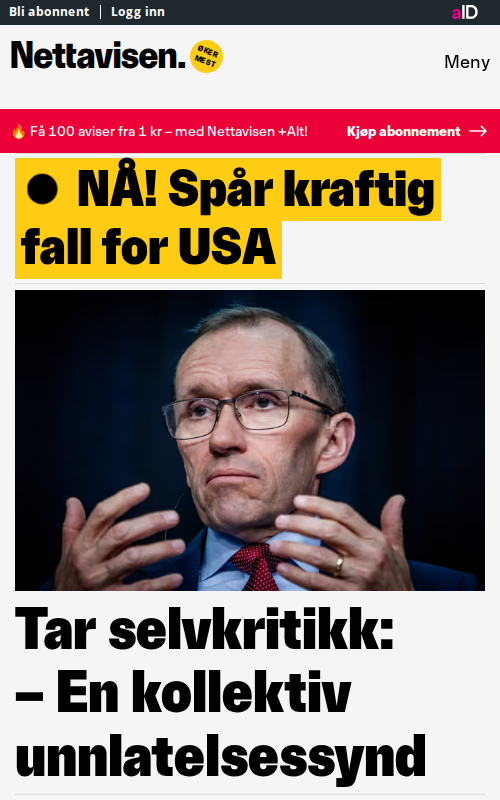 Bli abonnent | Logg inn
aID
Nettavisen.
ØKER
MEST
Meny
🔥 Få 100 aviser fra 1 kr – med Nettavisen +Alt!
Kjøp abonnement →
● NÅ! Spår kraftig
fall for USA
Tar selvkritikk:
– En kollektiv
unnlatelsessynd